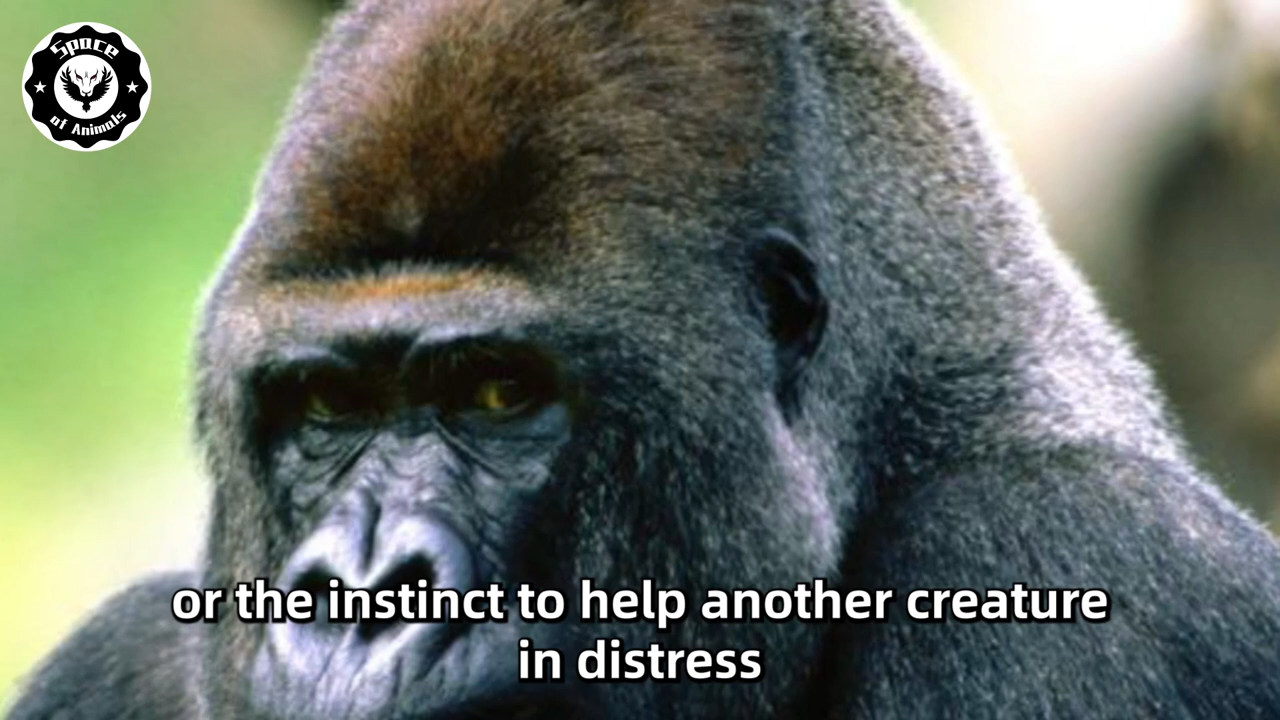 Space
of Animals
or the instinct to help another creature
in distress